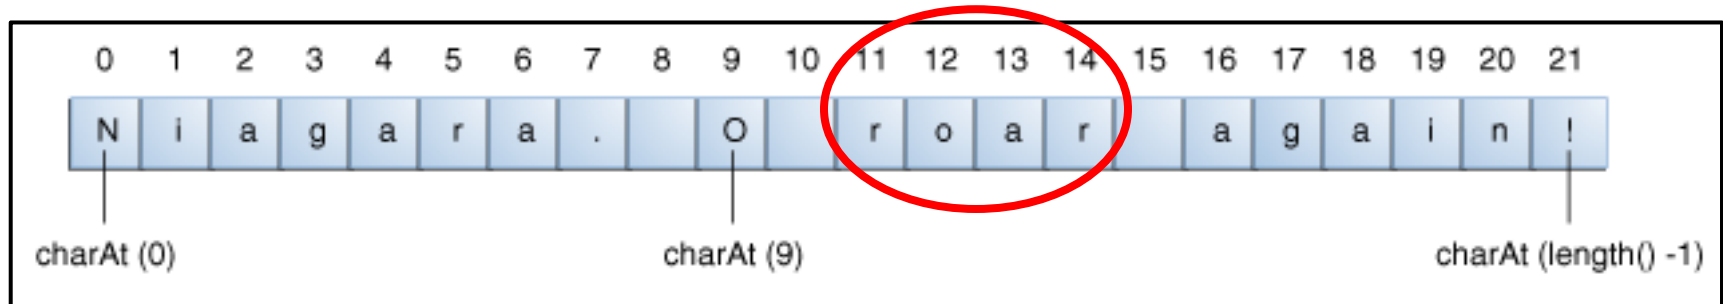 0 1 2 3 4 5 6 7 8 9 10 11 12 13 14 15 16 17 18 19 20 21
N i a g a r a . O r o a r a g a i n !
charAt (0) charAt (9) charAt (length() -1)